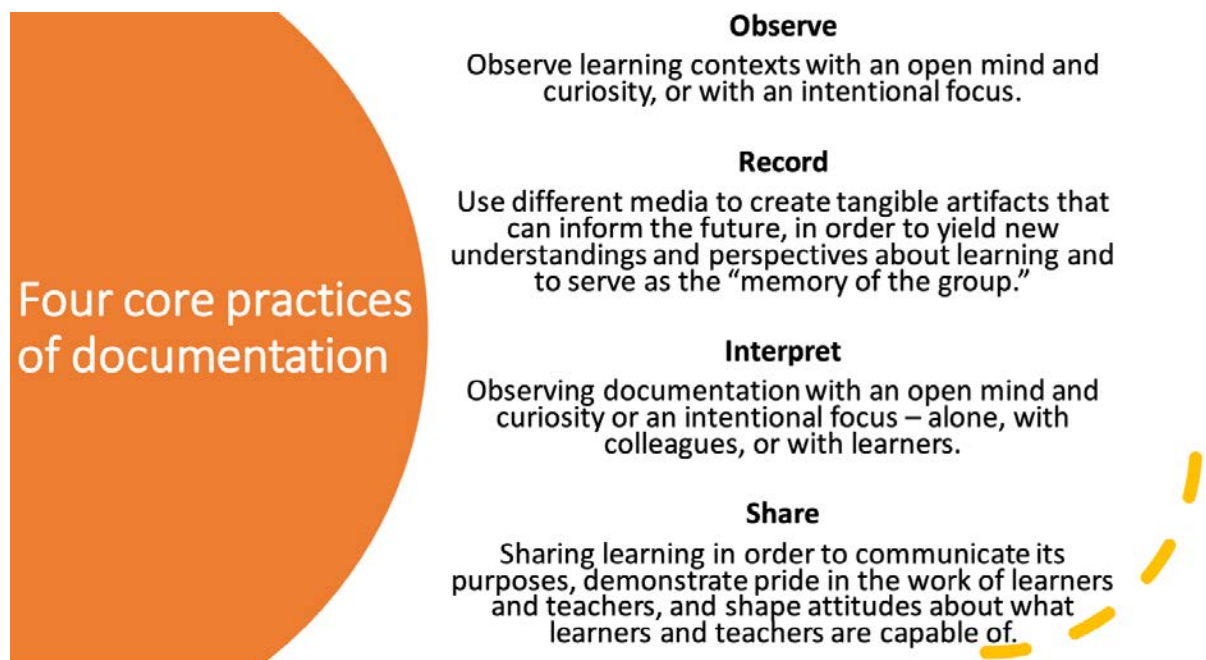 Four core practices
of documentation
Observe
Observe learning contexts with an open mind and
curiosity, or with an intentional focus.
Record
Use different media to create tangible artifacts that
can inform the future, in order to yield new
understandings and perspectives about learning and
to serve as the “memory of the group.”
Interpret
Observing documentation with an open mind and
curiosity or an intentional focus – alone, with
colleagues, or with learners.
Share
Sharing learning in order to communicate its
purposes, demonstrate pride in the work of learners
and teachers, and shape attitudes about what
learners and teachers are capable of.